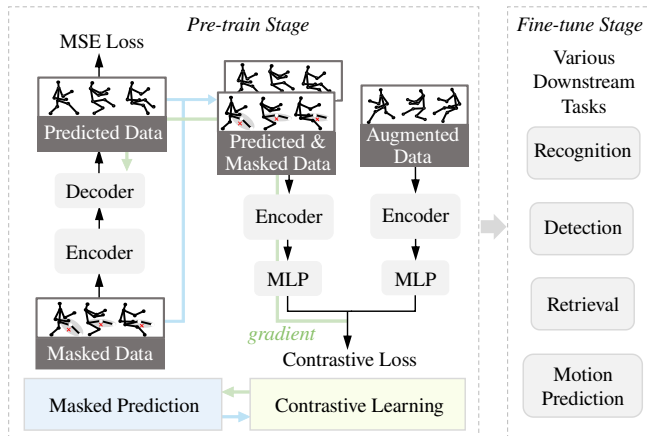 Pre-train Stage
MSE Loss
Predicted Data
Decoder
Encoder
Masked Data
Predicted &
Masked Data
Encoder
MLP
Augmented
Data
Encoder
MLP
gradient
Contrastive Loss
Masked Prediction
Contrastive Learning
Fine-tune Stage
Various
Downstream
Tasks
Recognition
Detection
Retrieval
Motion
Prediction